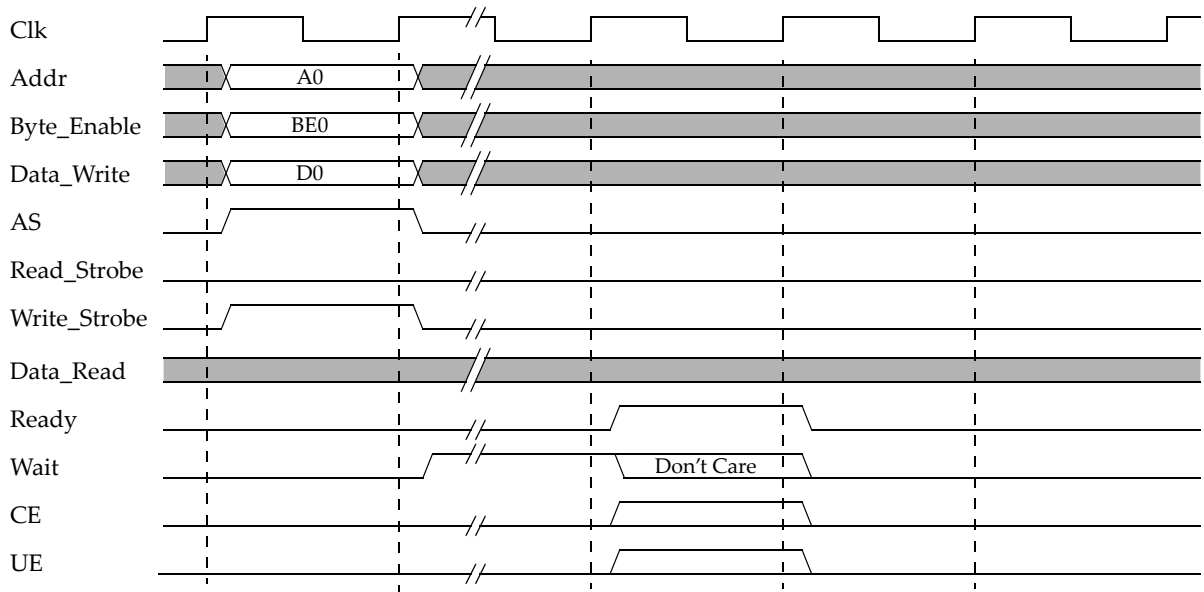 Clk
Addr A0
Byte_Enable BE0
Data_Write D0
AS
Read_Strobe
Write_Strobe
Data_Read
Ready
Wait Don't Care
CE
UE